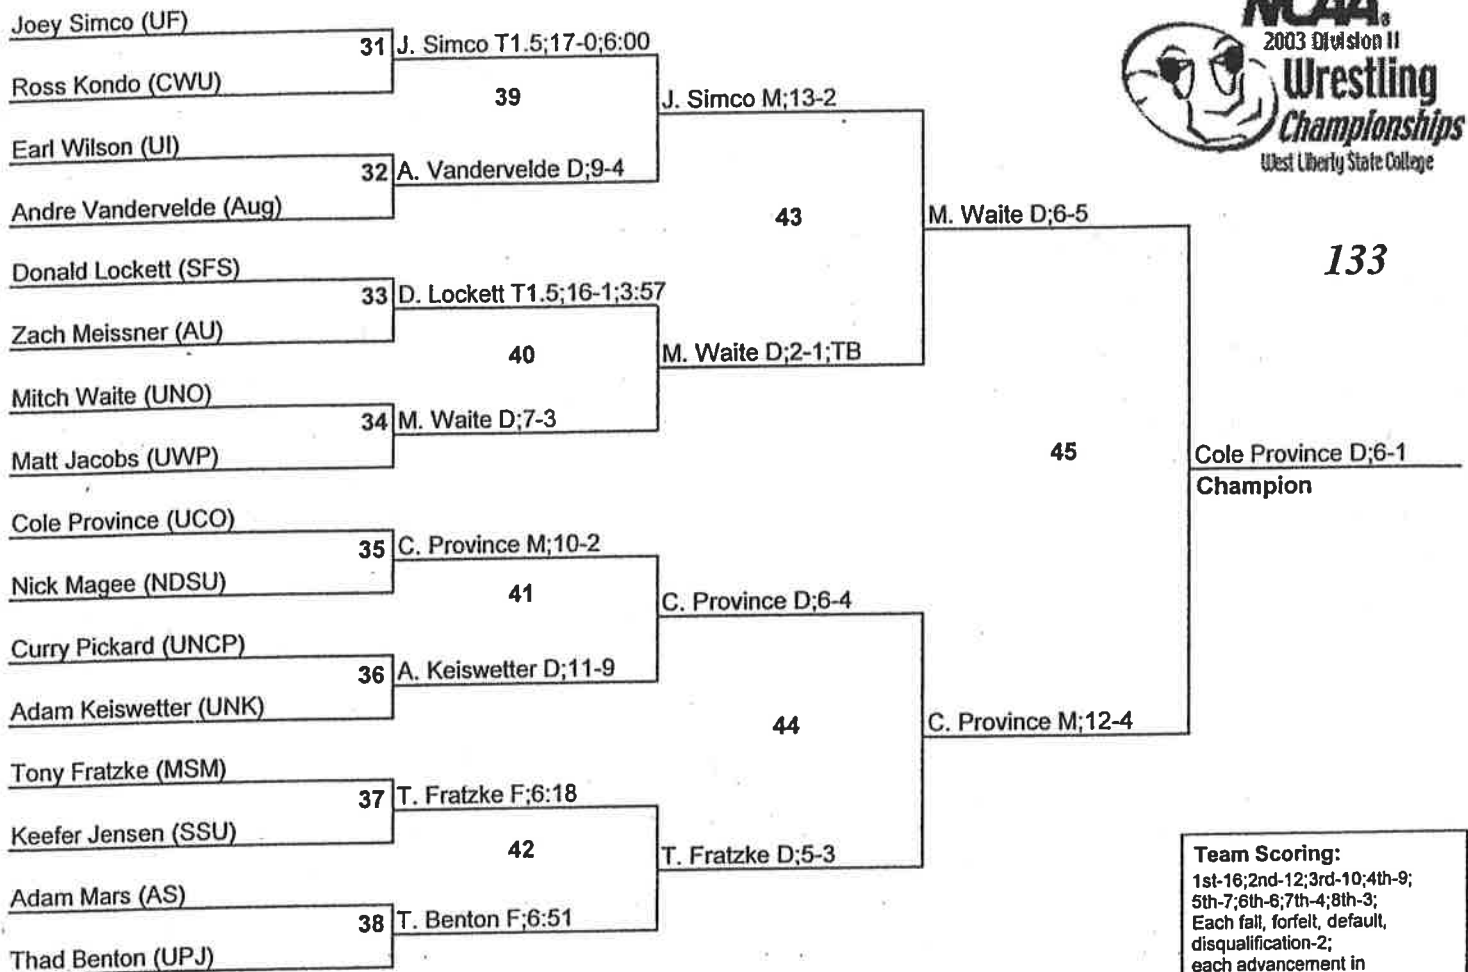 NCAA®
2003 Division II
Wrestling
Championships
West Liberty State College
133
Joey Simco (UF)
31 J. Simco T1.5;17-0;6:00
Ross Kondo (CWU)
39
J. Simco M;13-2
Earl Wilson (UI)
32 A. Vandervelde D;9-4
Andre Vandervelde (Aug)
43
M. Waite D;6-5
Donald Lockett (SFS)
33 D. Lockett T1.5;16-1;3:57
Zach Meissner (AU)
40
M. Waite D;2-1;TB
Mitch Waite (UNO)
34 M. Waite D;7-3
Matt Jacobs (UWP)
45
Cole Province D;6-1
Champion
Cole Province (UCO)
35 C. Province M;10-2
Nick Magee (NDSU)
41
C. Province D;6-4
Curry Pickard (UNCP)
36 A. Keiswetter D;11-9
Adam Keiswetter (UNK)
44
C. Province M;12-4
Tony Fratzke (MSM)
37 T. Fratzke F;6:18
Keefer Jensen (SSU)
42
T. Fratzke D;5-3
Adam Mars (AS)
38 T. Benton F;6:51
Thad Benton (UPJ)
Team Scoring:
1st-16;2nd-12;3rd-10;4th-9;
5th-7;6th-6;7th-4;8th-3;
Each fall, forfeit, default,
disqualification-2;
each advancement in